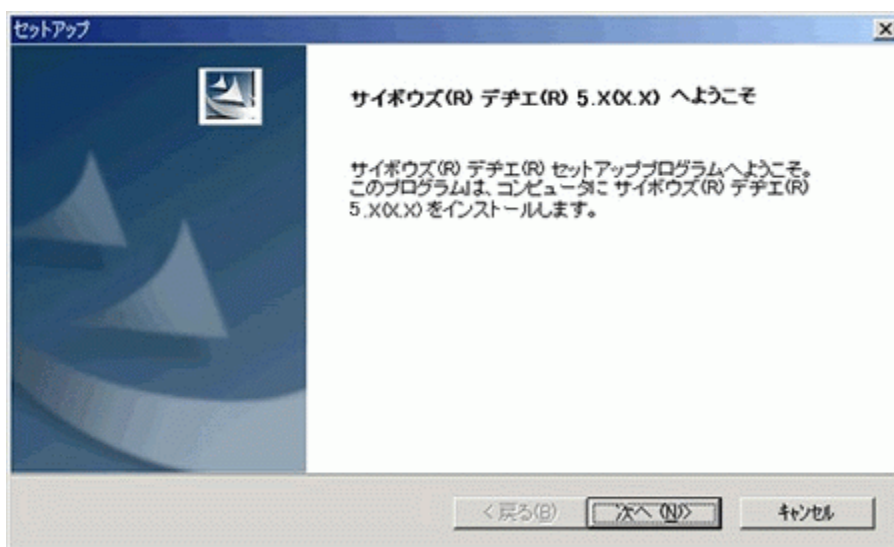 セットアップ
サイボウズ(R) デヂエ(R) 5.X(X.X) へようこそ
サイボウズ(R) デヂエ(R) セットアッププログラムへようこそ。
このプログラムは、コンピュータに サイボウズ(R) デヂエ(R)
5.X(X.X) をインストールします。
< 戻る(B)
次へ (N)>
キャンセル